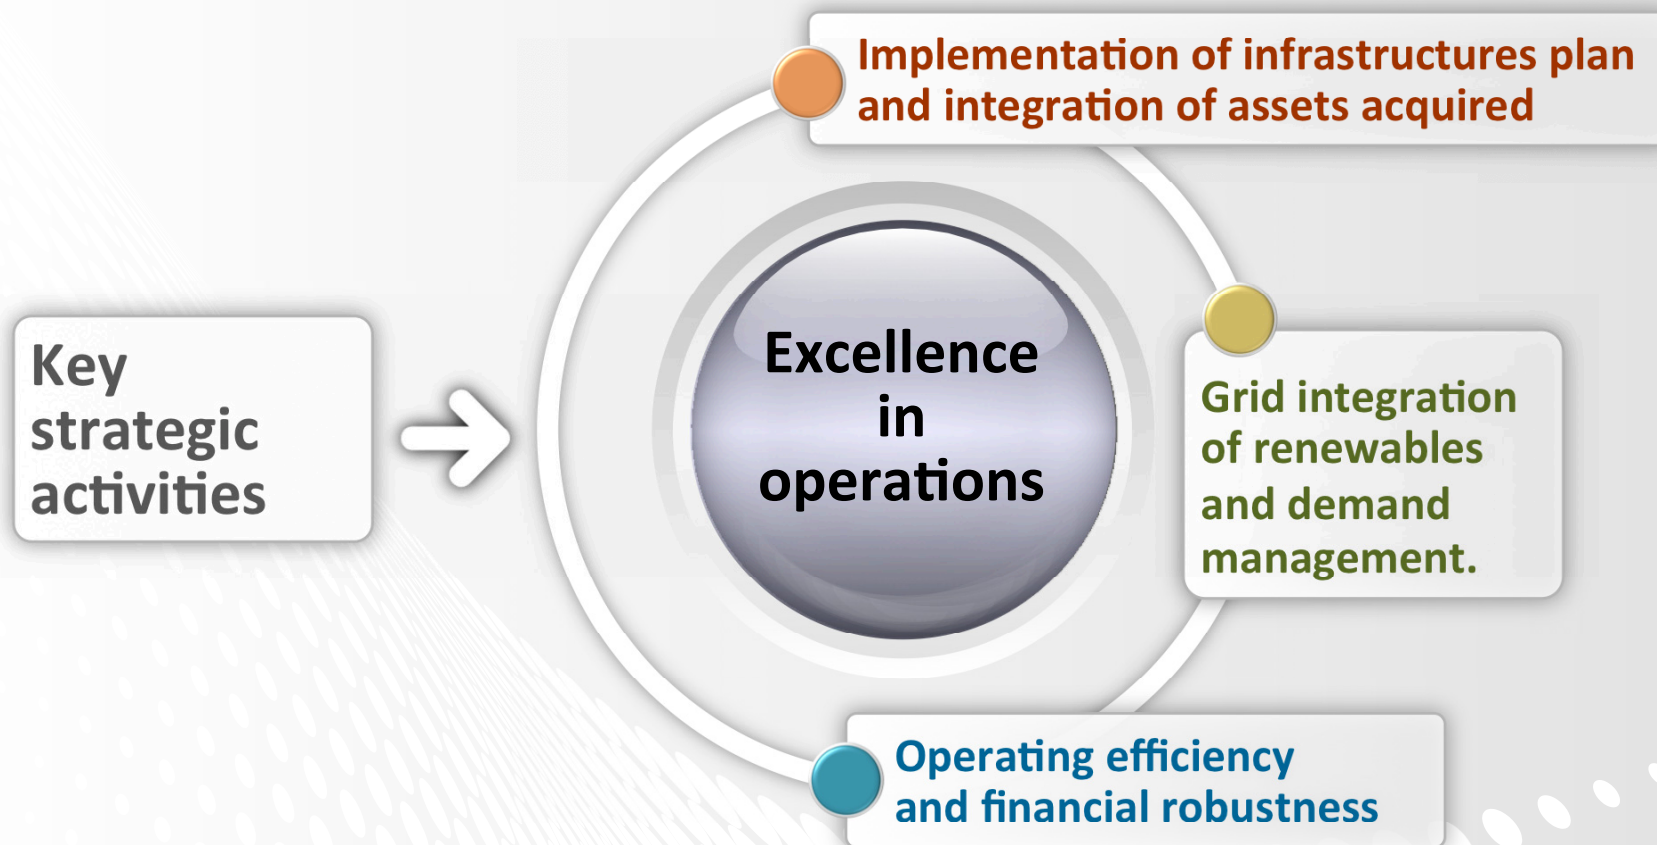 Implementation of infrastructures plan
and integration of assets acquired
Key
strategic
activities
Excellence
in
operations
Grid integration
of renewables
and demand
management.
Operating efficiency
and financial robustness